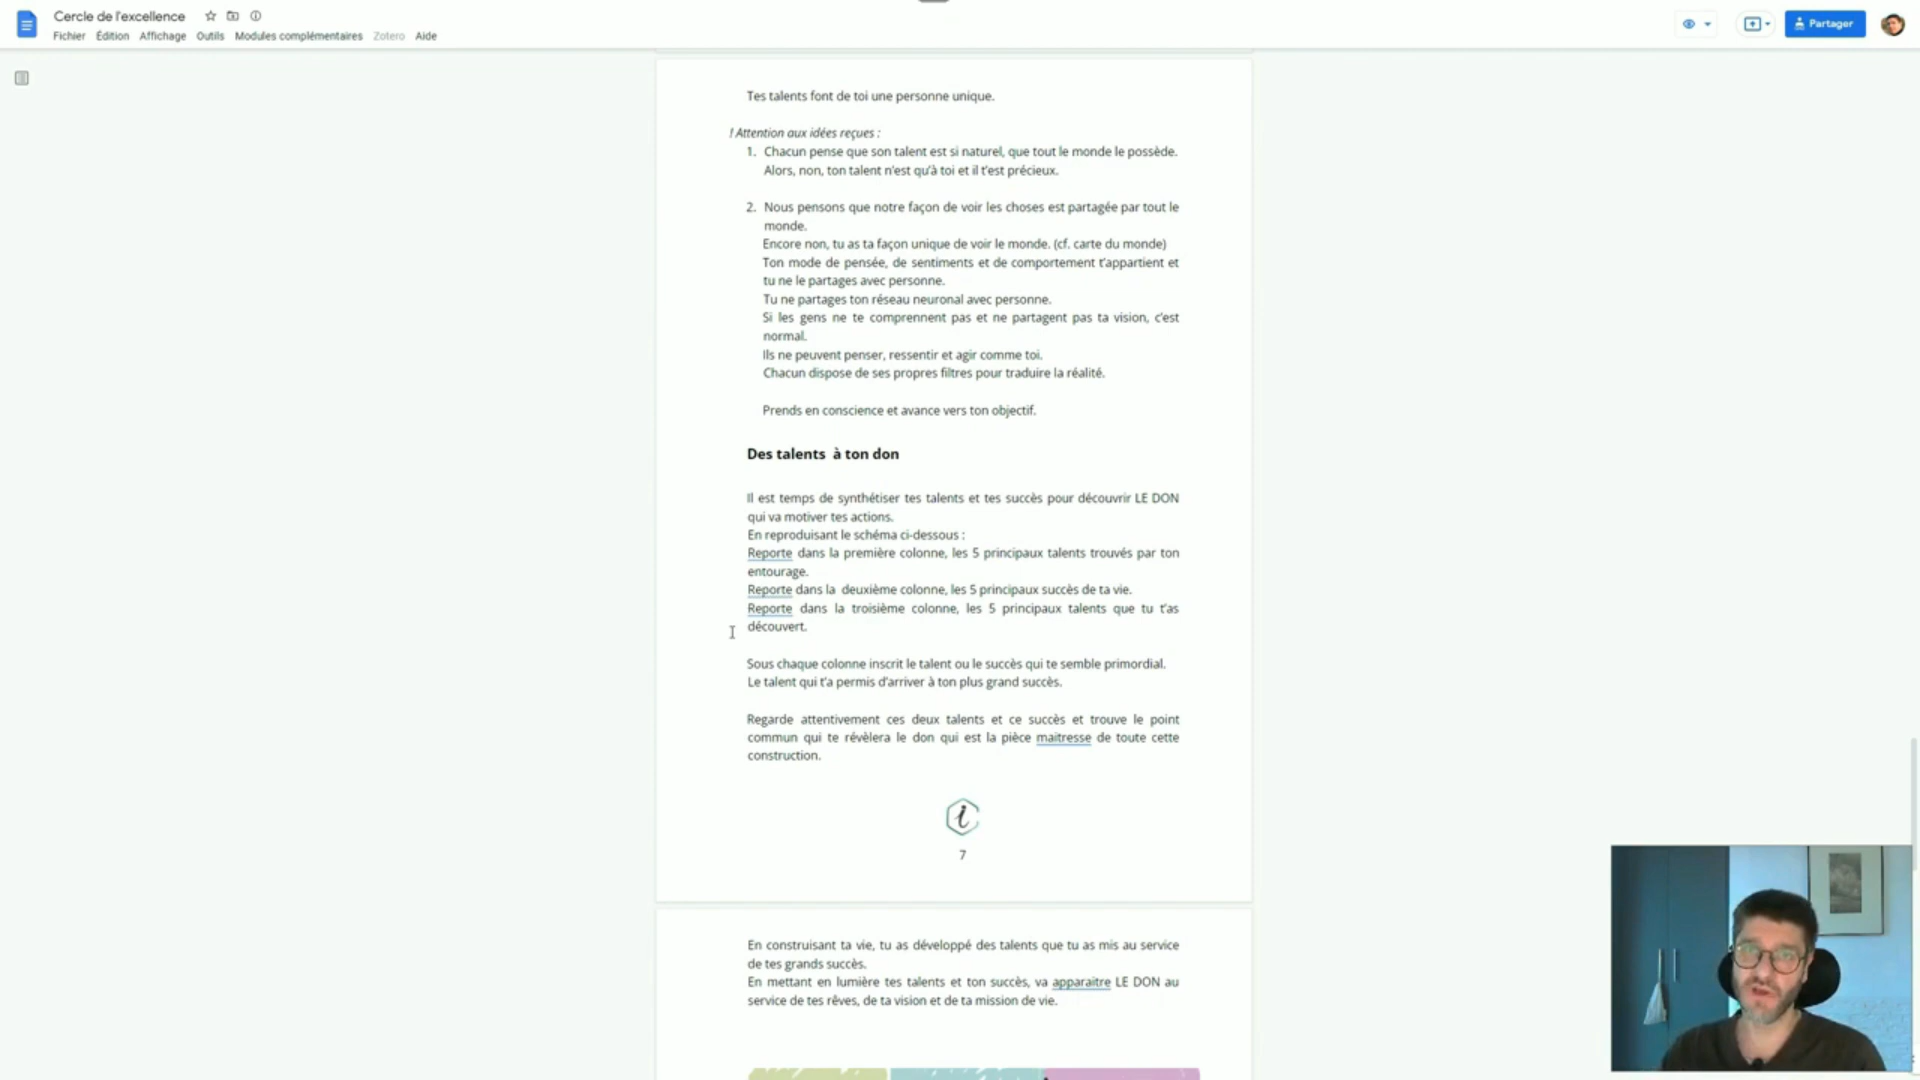 Cercle de l'excellence
Fichier Édition Affichage Outils Modules complémentaires Zotero Aide
Partager
Tes talents font de toi une personne unique.
! Attention aux idées reçues :
1. Chacun pense que son talent est si naturel, que tout le monde le possède.
Alors, non, ton talent n'est qu'à toi et il t'est précieux.
2. Nous pensons que notre façon de voir les choses est partagée par tout le
monde.
Encore non, tu as ta façon unique de voir le monde. (cf. carte du monde)
Ton mode de pensée, de sentiments et de comportement t'appartient et
tu ne le partages avec personne.
Tu ne partages ton réseau neuronal avec personne.
Si les gens ne te comprennent pas et ne partagent pas ta vision, c'est
normal.
Ils ne peuvent penser, ressentir et agir comme toi.
Chacun dispose de ses propres filtres pour traduire la réalité.
Prends en conscience et avance vers ton objectif.
Des talents à ton don
Il est temps de synthétiser tes talents et tes succès pour découvrir LE DON
qui va motiver tes actions.
En reproduisant le schéma ci-dessous :
Reporte dans la première colonne, les 5 principaux talents trouvés par ton
entourage.
Reporte dans la deuxième colonne, les 5 principaux succès de ta vie.
Reporte dans la troisième colonne, les 5 principaux talents que tu t'as
découvert.
Sous chaque colonne inscrit le talent ou le succès qui te semble primordial.
Le talent qui t'a permis d'arriver à ton plus grand succès.
Regarde attentivement ces deux talents et ce succès et trouve le point
commun qui te révèlera le don qui est la pièce maitresse de toute cette
construction.
i
7
En construisant ta vie, tu as développé des talents que tu as mis au service
de tes grands succès.
En mettant en lumière tes talents et ton succès, va apparaitre LE DON au
service de tes rêves, de ta vision et de ta mission de vie.